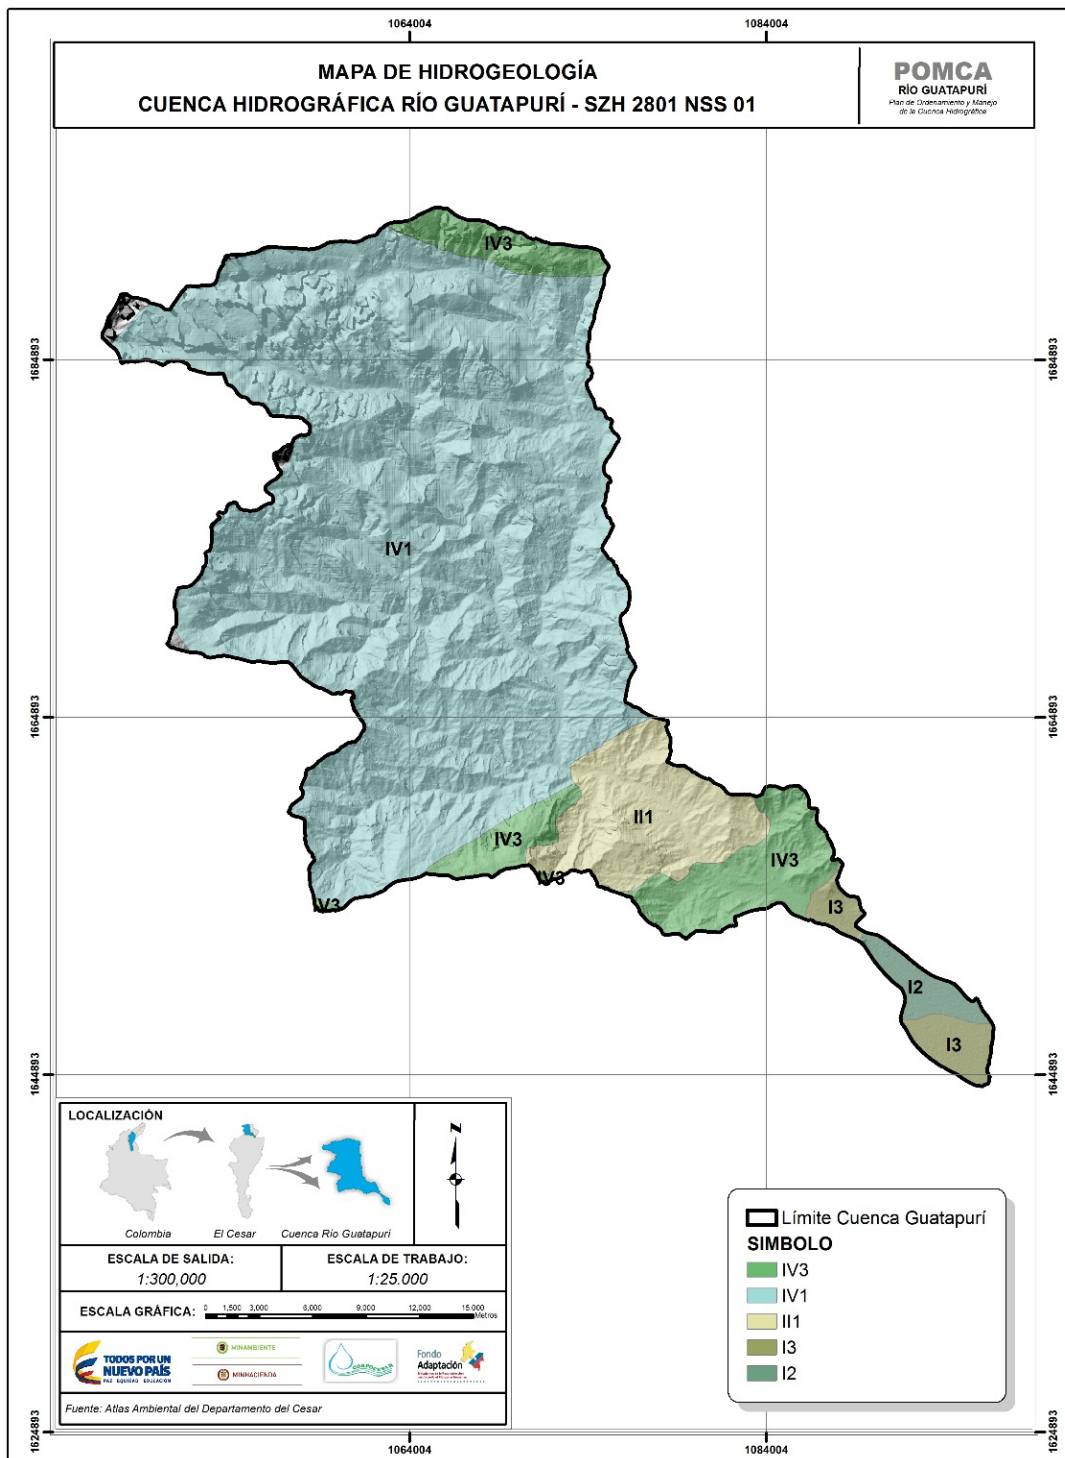 1064004
1084004
MAPA DE HIDROGEOLOGÍA
CUENCA HIDROGRÁFICA RÍO GUATAPURÍ - SZH 2801 NSS 01
POMCA
RÍO GUATAPURÍ
Plan de Ordenamiento y Manejo
de la Cuenca Hidrográfica
IV3
1684893
1684893
IV1
1664893
1664893
II1
IV3
IV3
IV3
V3
I3
I2
I3
1644893
1644893
LOCALIZACIÓN
N
Colombia
El Cesar
Cuenca Río Guatapurí
ESCALA DE SALIDA:
1:300,000
ESCALA DE TRABAJO:
1:25.000
ESCALA GRÁFICA:
0 1,500 3,000 6,000 9,000 12,000 15,000
Metros
TODOS POR UN
NUEVO PAÍS
PAZ EQUIDAD EDUCACIÓN
MINAMBIENTE
MINHACIENDA
CORPOCESAR
Fondo
Adaptación
Fuente: Atlas Ambiental del Departamento del Cesar
Límite Cuenca Guatapurí
SIMBOLO
IV3
IV1
II1
I3
I2
1624893
1624893
1064004
1084004